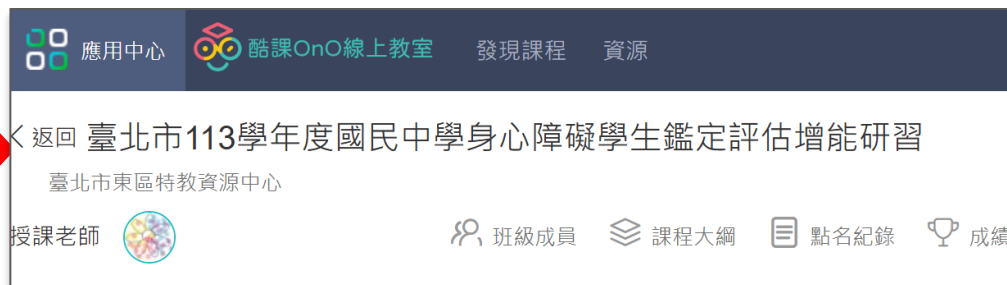 應用中心 酷課OnO線上教室 發現課程 資源
返回 臺北市113學年度國民中學身心障礙學生鑑定評估增能研習
臺北市東區特教資源中心
授課老師 班級成員 課程大綱 點名紀錄 成績